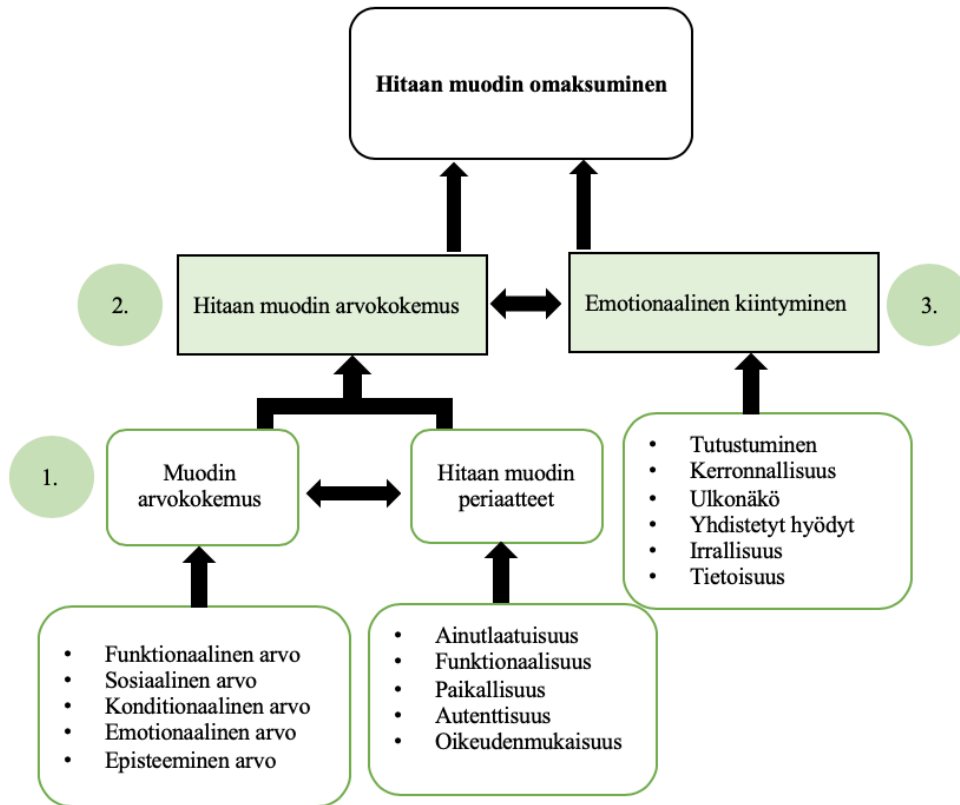 Hitaan muodin omaksuminen
2.
Hitaan muodin arvokokemus
Emotionaalinen kiintyminen
3.
1.
Muodin
arvokokemus
Hitaan muodin
periaatteet
• Tutustuminen
• Kerronnallisuus
• Ulkonäkö
• Yhdistetyt hyödyt
• Irrallisuus
• Tietoisuus
• Funktionaalinen arvo
• Sosiaalinen arvo
• Konditionaalinen arvo
• Emotionaalinen arvo
• Episteeminen arvo
• Ainutlaatuisuus
• Funktionaalisuus
• Paikallisuus
• Autenttisuus
• Oikeudenmukaisuus